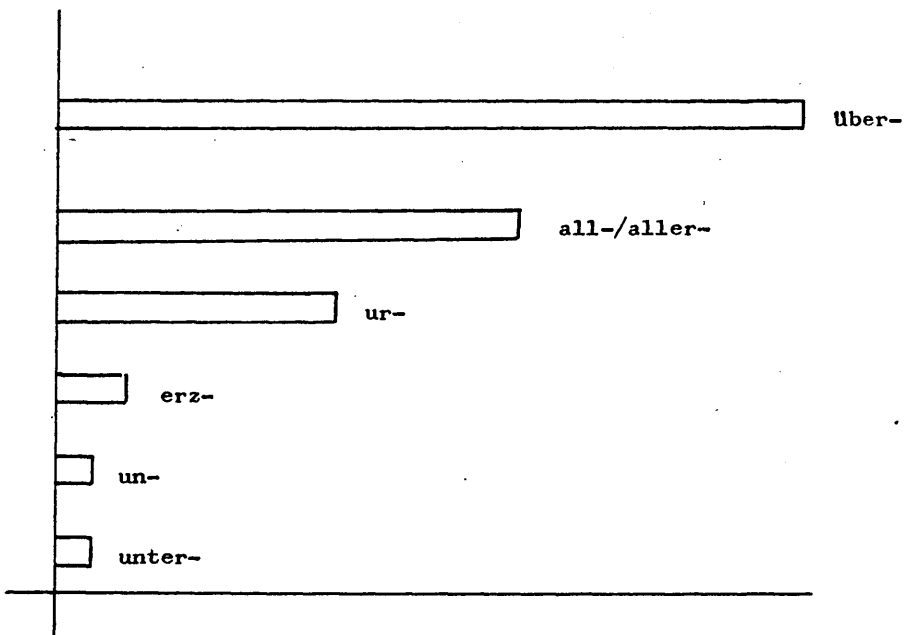 über-
all-/aller-
ur-
erz-
un-
unter-